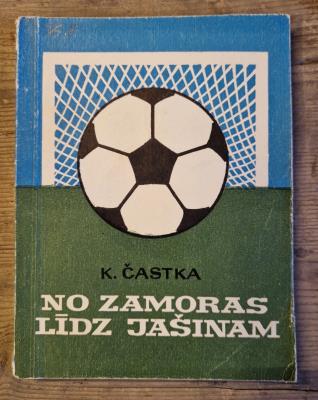 K. ČASTKA
NO ZAMORAS
LĪDZ JAŠINAM